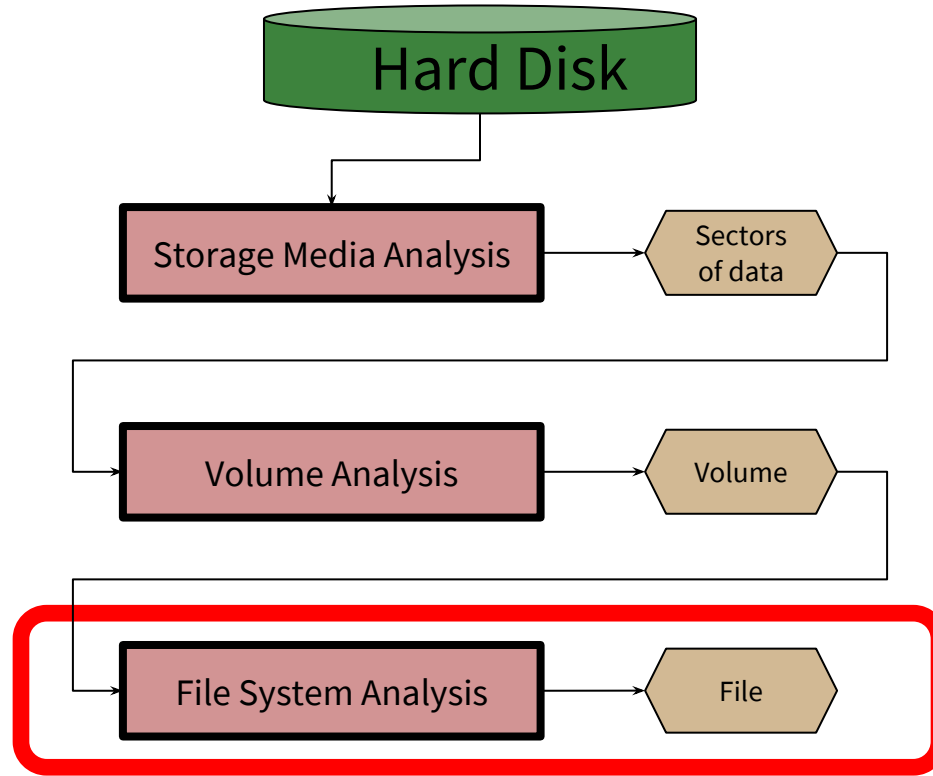 Hard Disk
Storage Media Analysis
Sectors
of data
Volume Analysis
Volume
File System Analysis
File